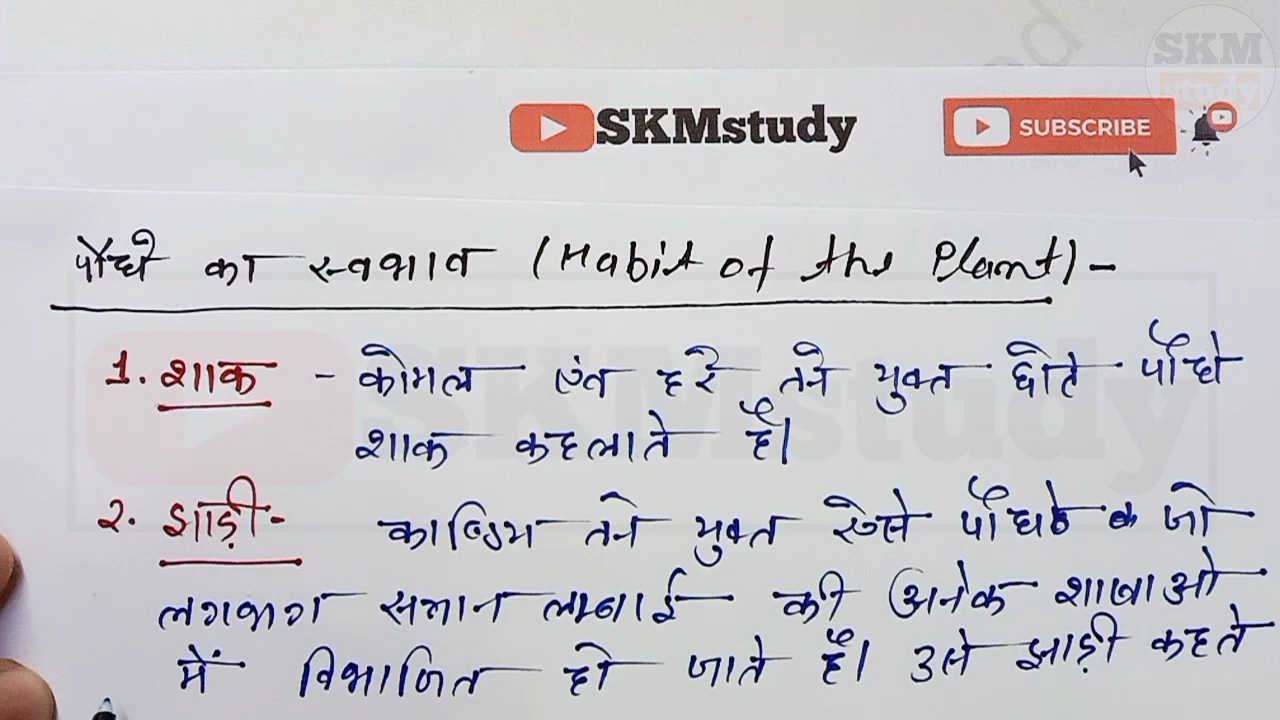 SKM
study
SKMstudy
SUBSCRIBE
पौधे का स्वभाव (Habit of the Plant) -
1. शाक - कोमल एंव हरे तने युक्त छोटे पौधे
शाक कहलाते है।
2. झाड़ी- काष्ठिय तने युक्त ऐसे पौधे जो
लगभग समान लम्बाई की अनेक शाखाओ
में विभाजित हो जाते है। उसे झाड़ी कहते